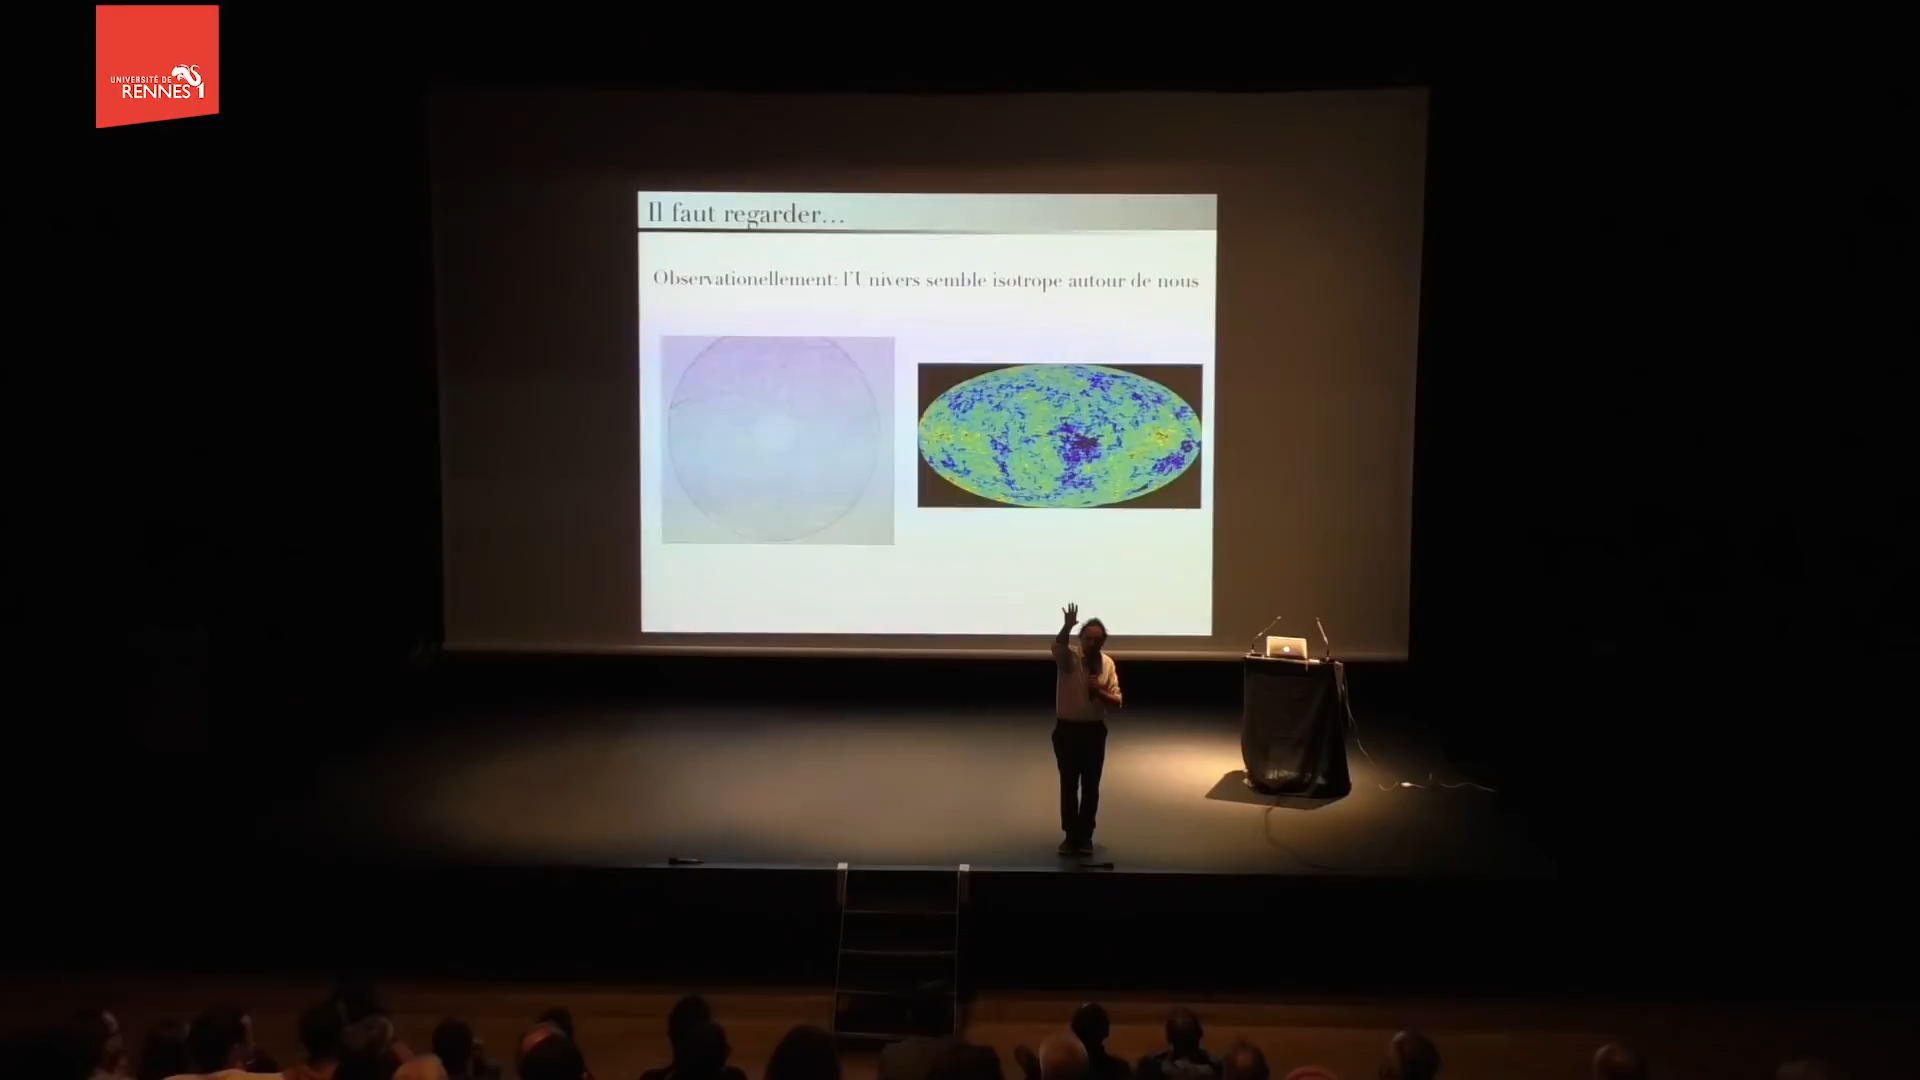 UNIVERSITÉ DE
RENNES 1
Il faut regarder...
Observationellement: l'Univers semble isotrope autour de nous